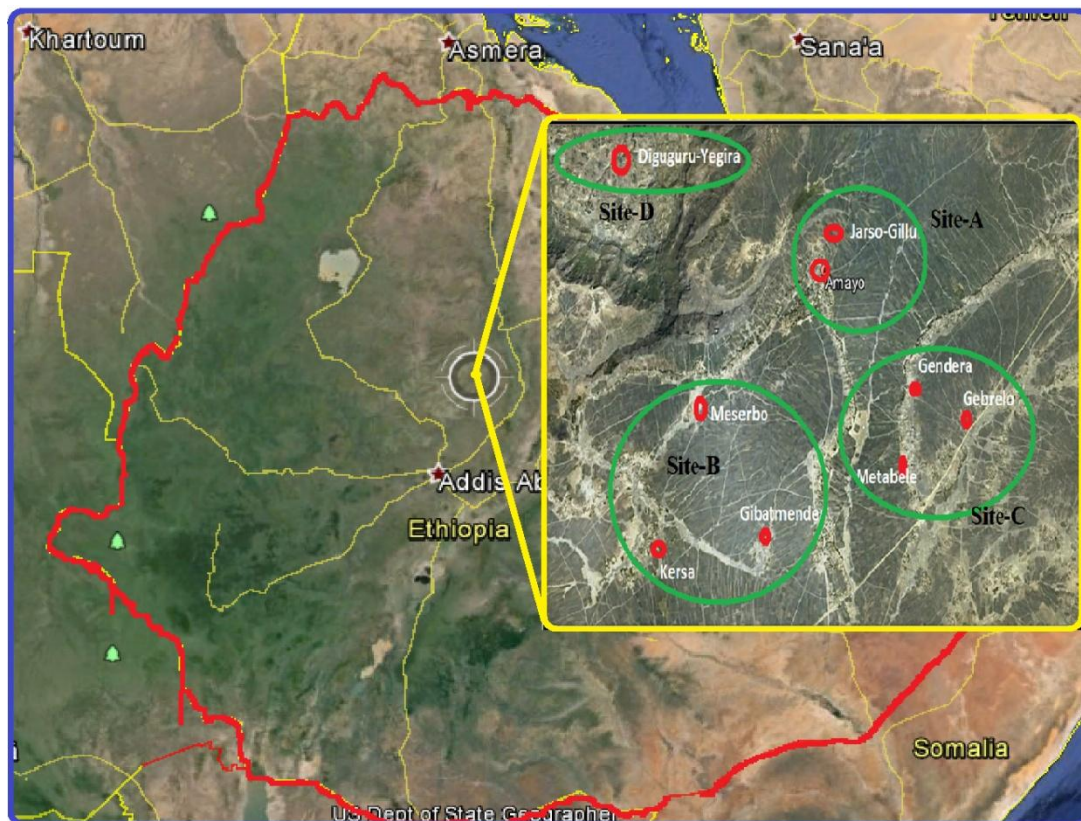 Yemen
Khartoum
Asmera
Sana'a
Diguguru-Yegira
Site-D
Site-A
Jarso-Gillu
Amayo
Gendera
Gebrelo
Meserbo
Site-B
Metabele
Addis Ab
Site-C
Ethiopia
Gibatmende
Kersa
Somalia
US Dept of State Geographer